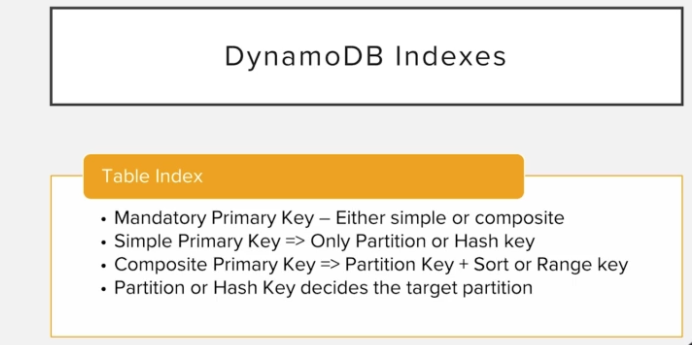 DynamoDB Indexes
Table Index
• Mandatory Primary Key – Either simple or composite
• Simple Primary Key => Only Partition or Hash key
• Composite Primary Key => Partition Key + Sort or Range key
• Partition or Hash Key decides the target partition